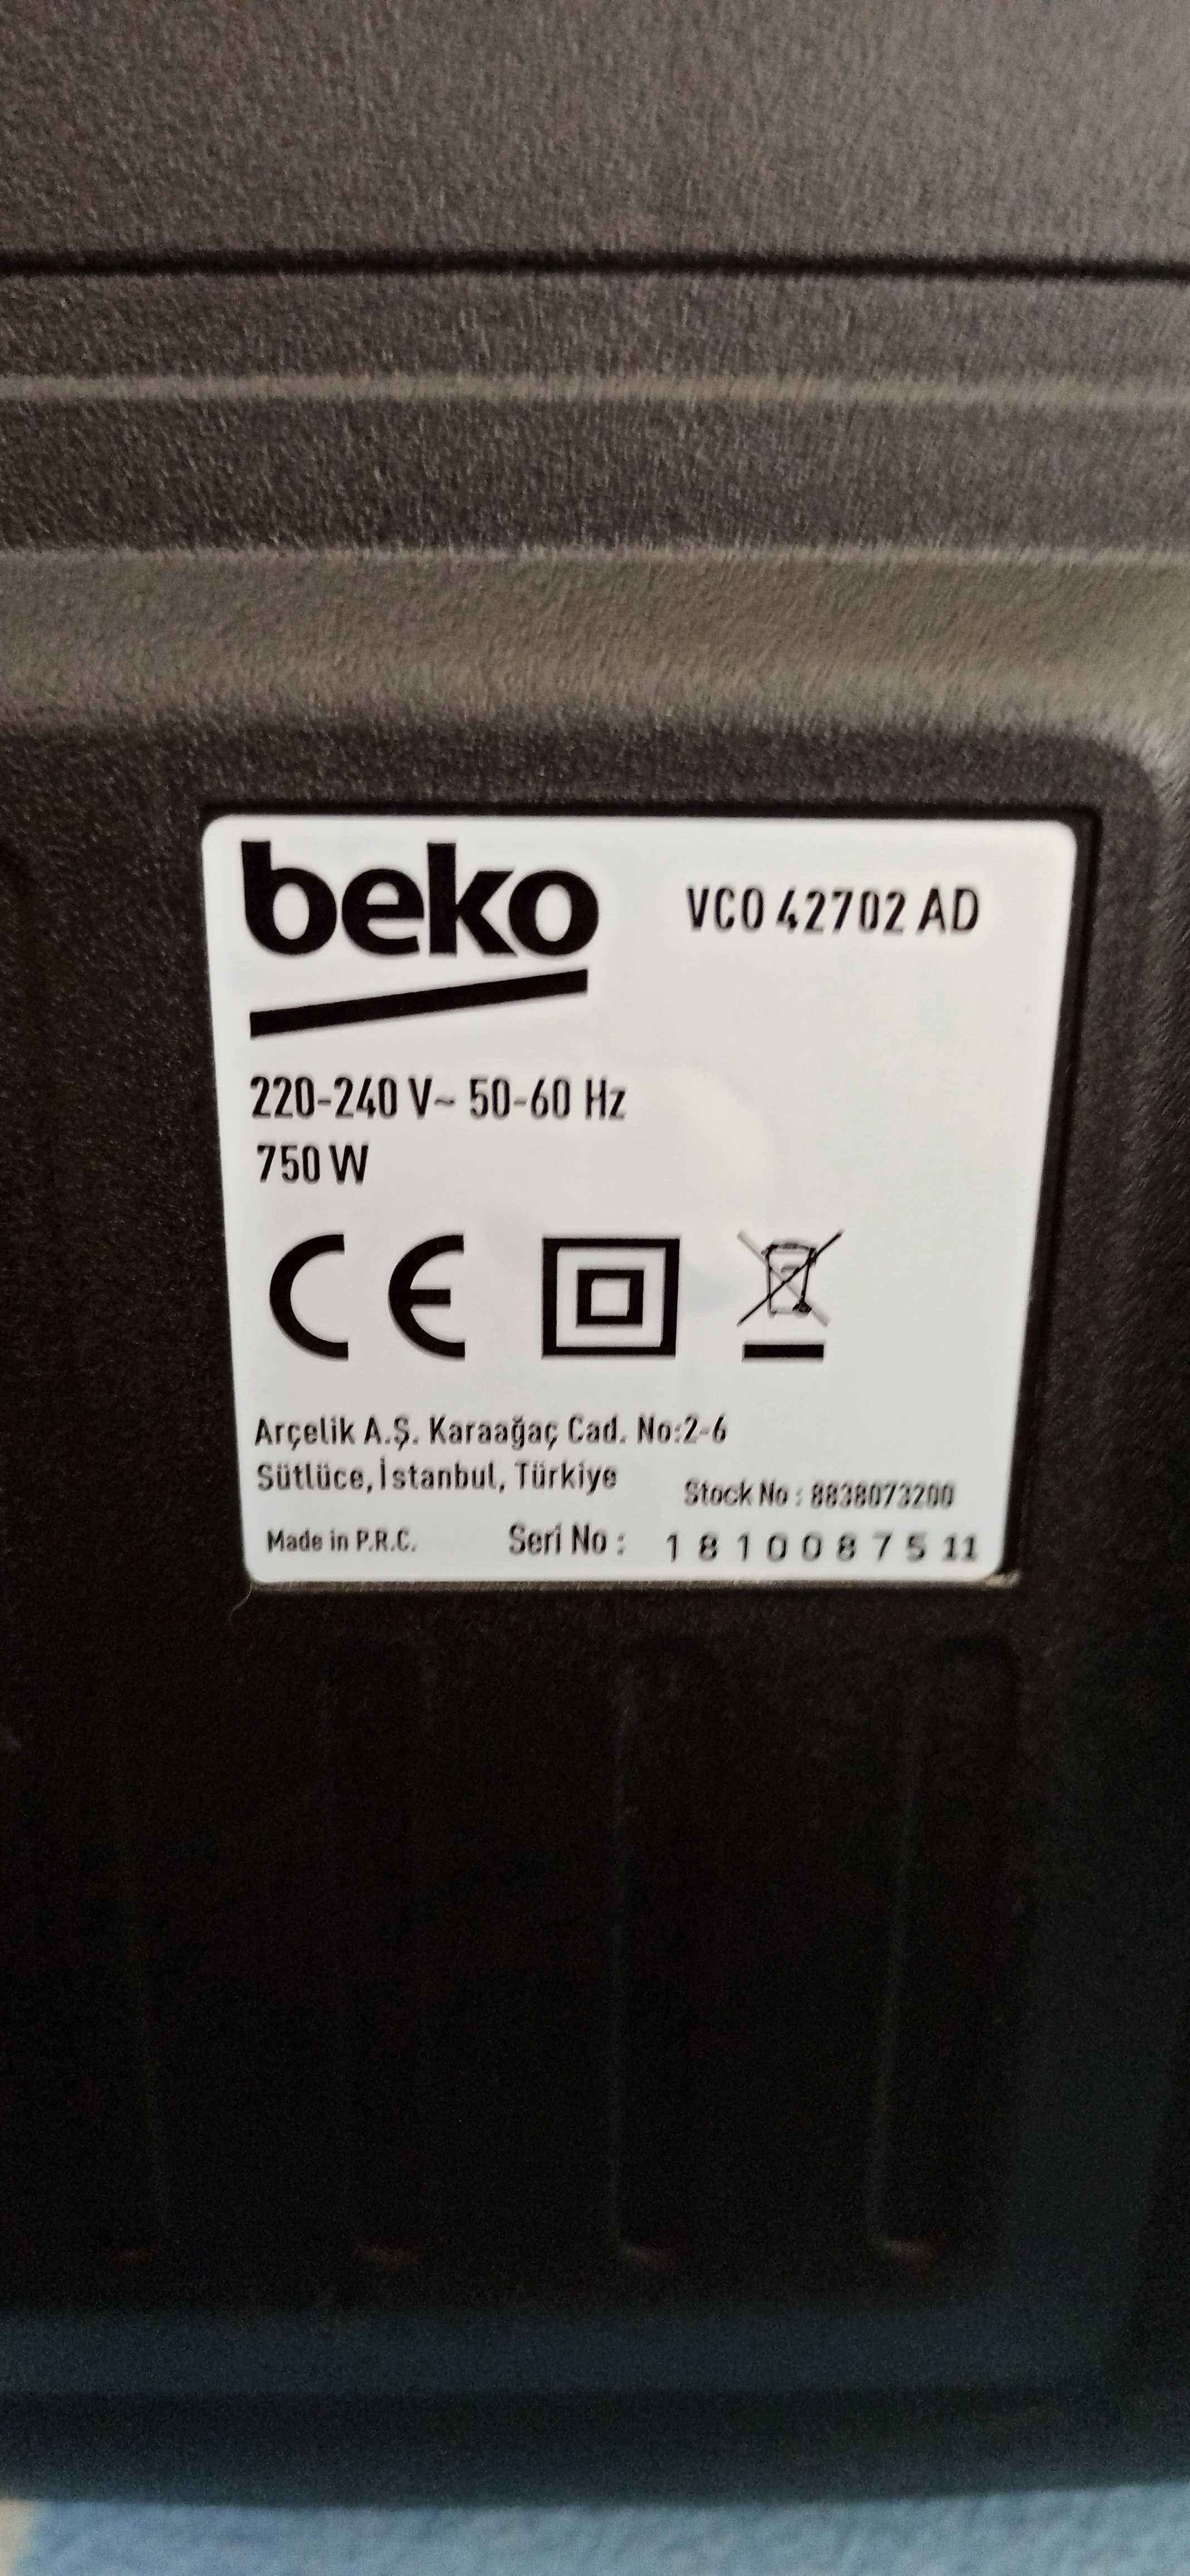 beko
VCO 42702 AD
220-240 V~ 50-60 Hz
750 W
CE
Arçelik A.Ş. Karaağaç Cad. No:2-6
Sütlüce, İstanbul, Türkiye
Stock No : 8838073200
Made in P.R.C.
Seri No : 1 8 1 0 0 8 7 5 11